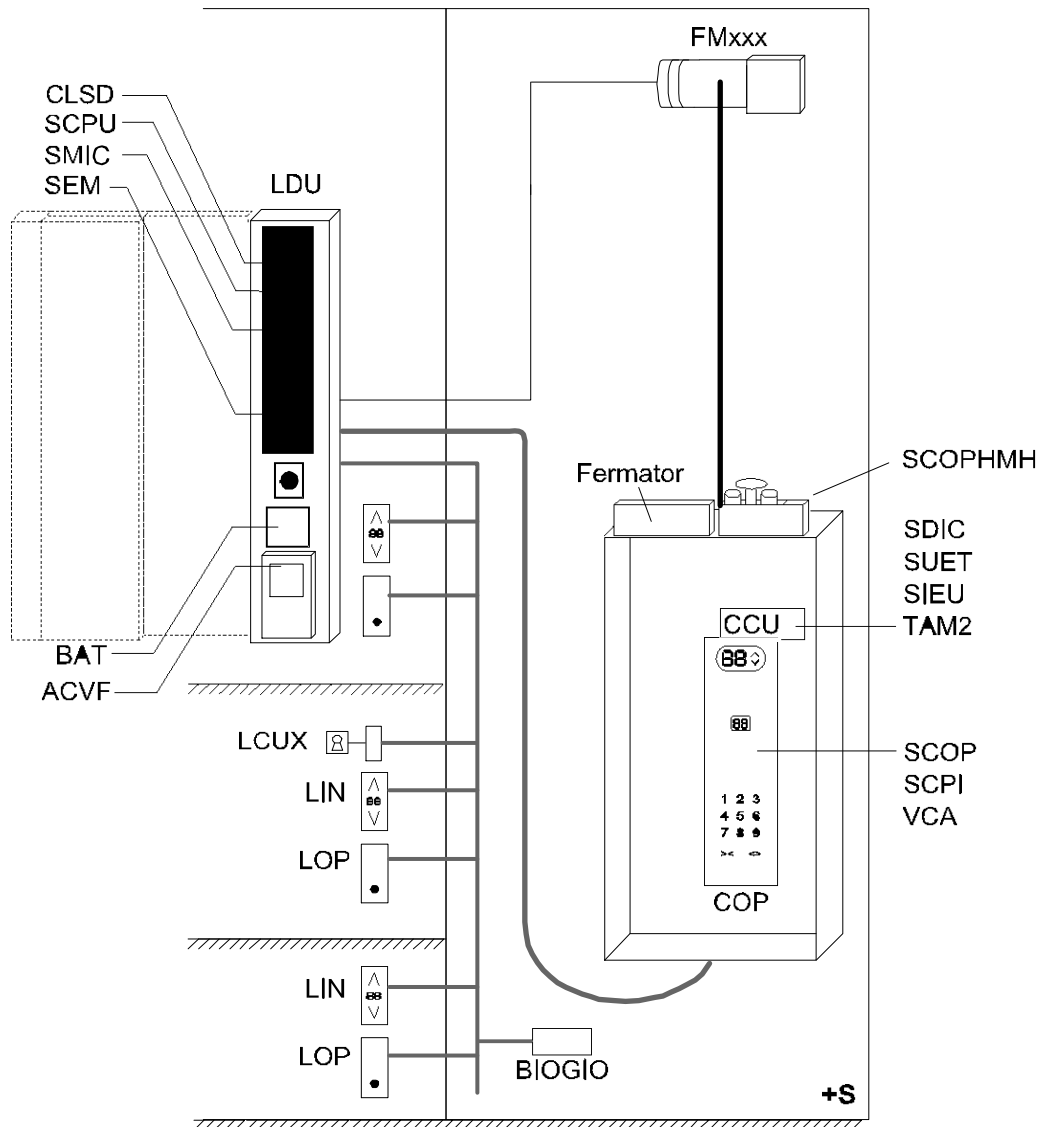 FMxxx
CLSD
SCPU
SMIC
SEM
LDU
SCOPHMH
Fermator
88
SDIC
SUET
SIEU
TAM2
CCU
88
BAT
ACVF
88
LCUX
SCOP
SCPI
VCA
LIN
88
1 2 3
4 5 6
7 8 9
>< <>
LOP
COP
LIN
88
LOP
BIOGIO
+S